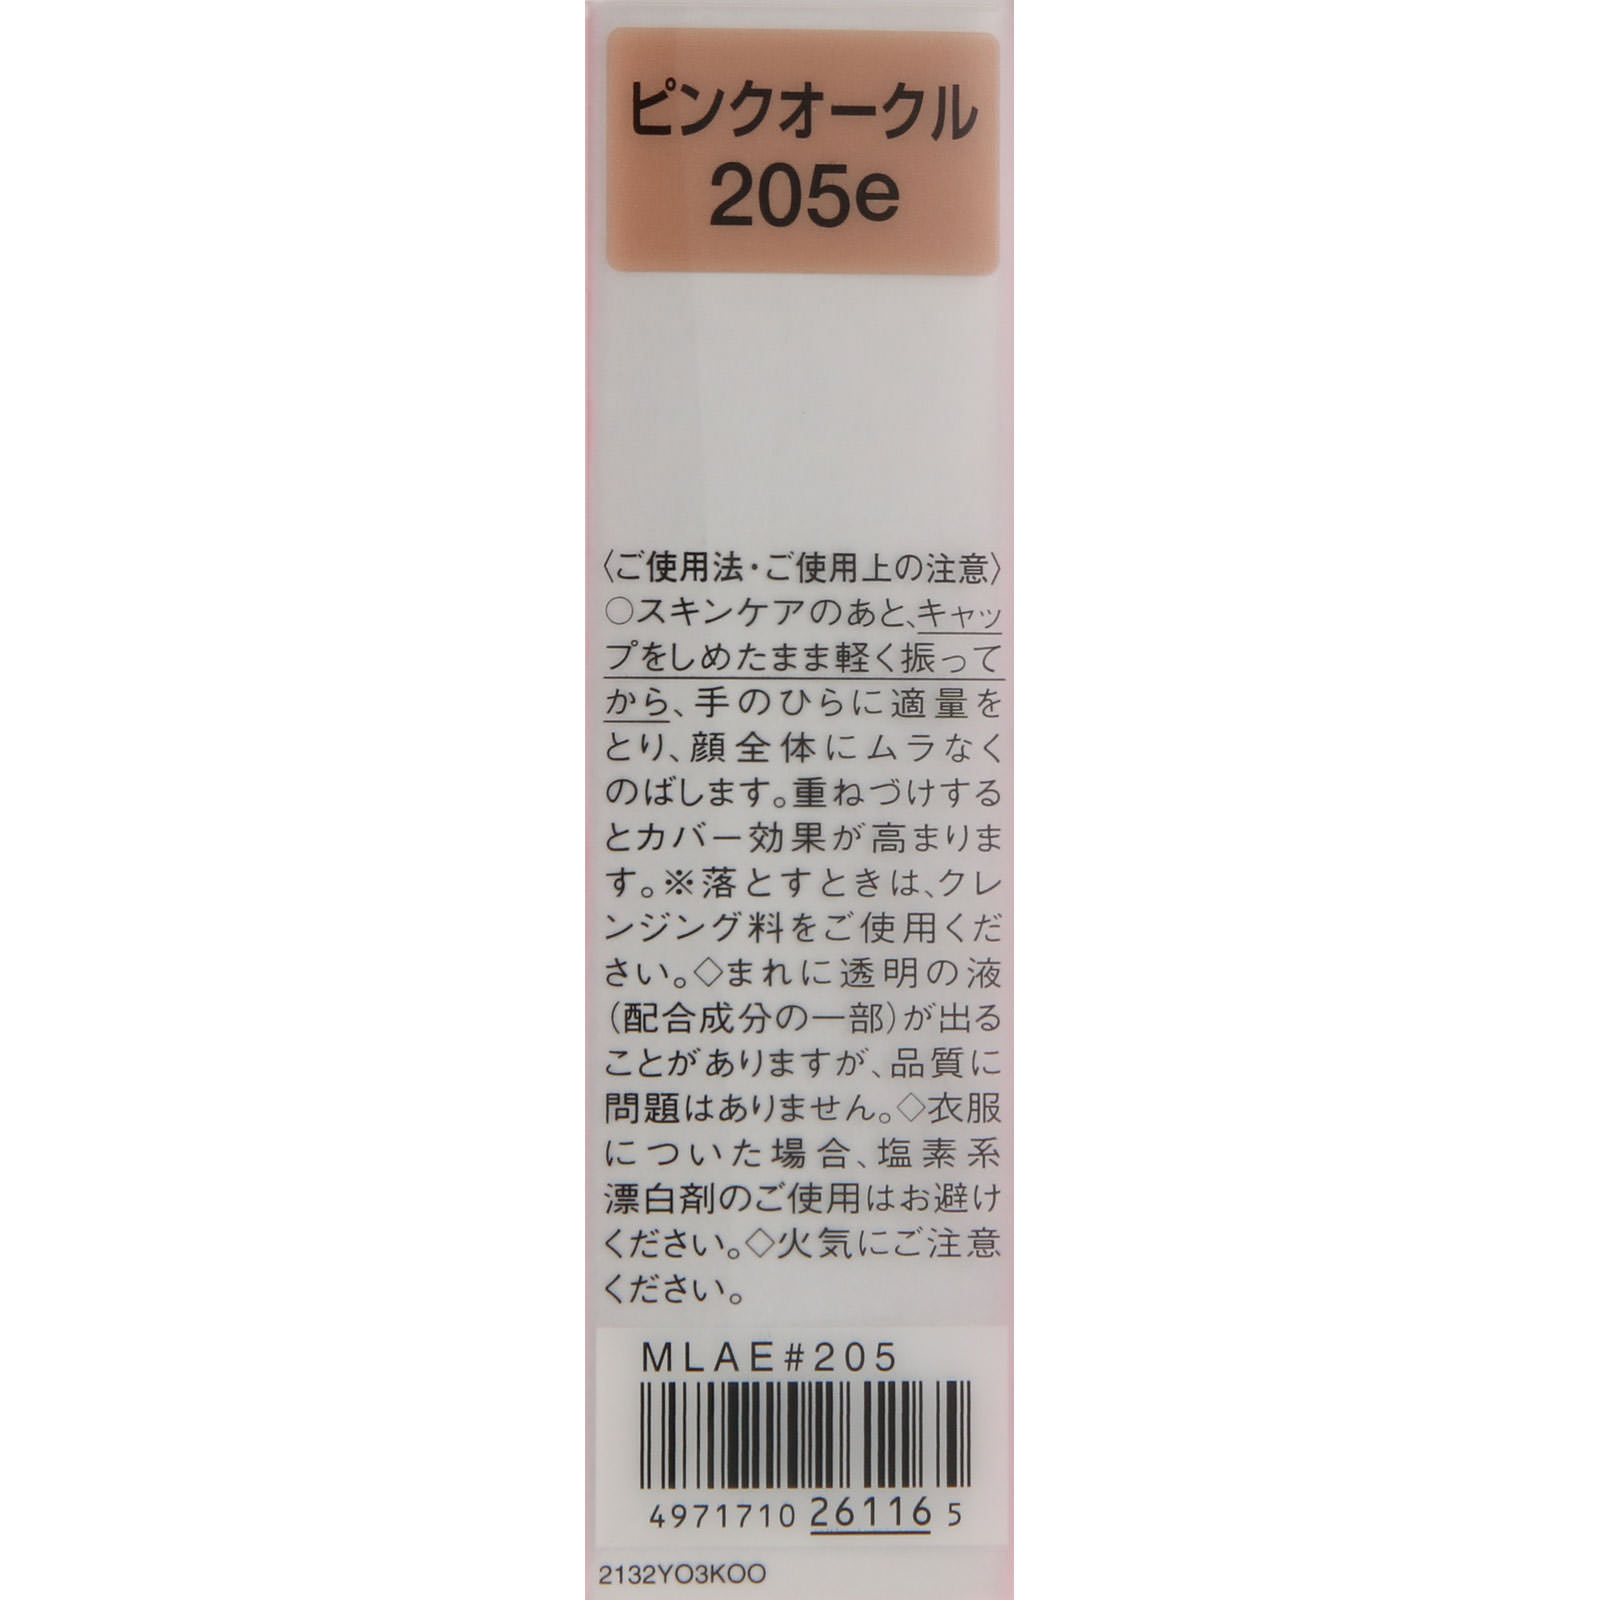 ピンクオークル
205e
〈ご使用法・ご使用上の注意〉
○スキンケアのあと、キャッ
プをしめたまま軽く振って
から、手のひらに適量を
とり、顔全体にムラなく
のばします。重ねづけする
とカバー効果が高まりま
す。※落とすときは、クレ
ンジング料をご使用くだ
さい。◇まれに透明の液
（配合成分の一部）が出る
ことがありますが、品質に
問題はありません。◇衣服
についた場合、塩素系
漂白剤のご使用はお避け
ください。◇火気にご注意
ください。
MLAE#205
4971710 26116 5
2132YO3KOO